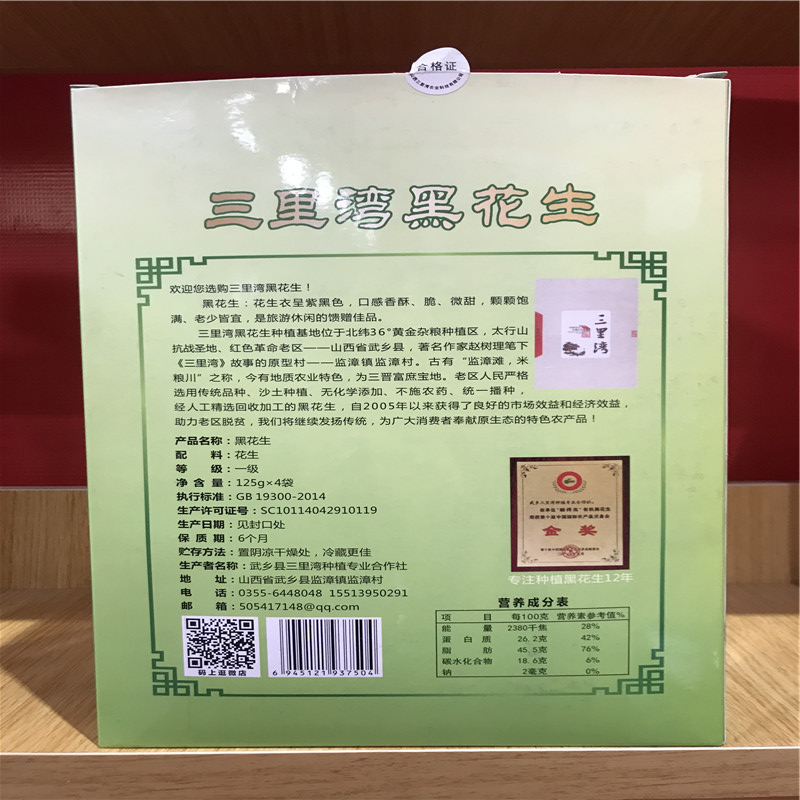 合格证
三里湾黑花生
欢迎您选购三里湾黑花生！
黑花生：花生衣呈紫黑色，口感香酥、脆、微甜，颗颗饱
满、老少皆宜，是旅游休闲的馈赠佳品。
三里湾黑花生种植基地位于北纬36°黄金杂粮种植区，太行山
抗战圣地、红色革命老区——山西省武乡县，著名作家赵树理笔下
《三里湾》故事的原型村——监漳镇监漳村。古有“监漳滩，米
粮川”之称，今有地质农业特色，为三晋富庶宝地。老区人民严格
选用传统品种、沙土种植、无化学添加、不施农药、统一播种，
经人工精选回收加工的黑花生，自2005年以来获得了良好的市场效益和经济效益，
助力老区脱贫，我们将继续发扬传统，为广大消费者奉献原生态的特色农产品！
三里湾
产品名称：黑花生
配 料：花生
等 级：一级
净 含 量：125g×4袋
执行标准：GB 19300-2014
生产许可证号：SC10114042910119
生产日期：见封口处
保 质 期：6个月
贮存方法：置阴凉干燥处，冷藏更佳
生产者名称：武乡县三里湾种植专业合作社
地 址：山西省武乡县监漳镇监漳村
电 话：0355-6448048 15513950291
邮 箱：505417148@qq.com
码上逛微店
6 945121 937504
金奖
专注种植黑花生12年
营养成分表
项 目 每100克 营养素参考值%
能 量 2380千焦 28%
蛋 白 质 26.2克 42%
脂 肪 45.5克 76%
碳水化合物 18.6克 6%
钠 2毫克 0%